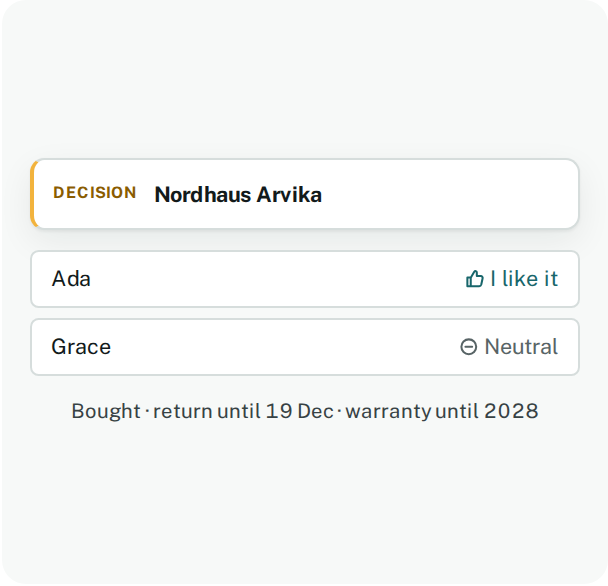 DECISION Nordhaus Arvika
Ada I like it
Grace Neutral
Bought · return until 19 Dec · warranty until 2028